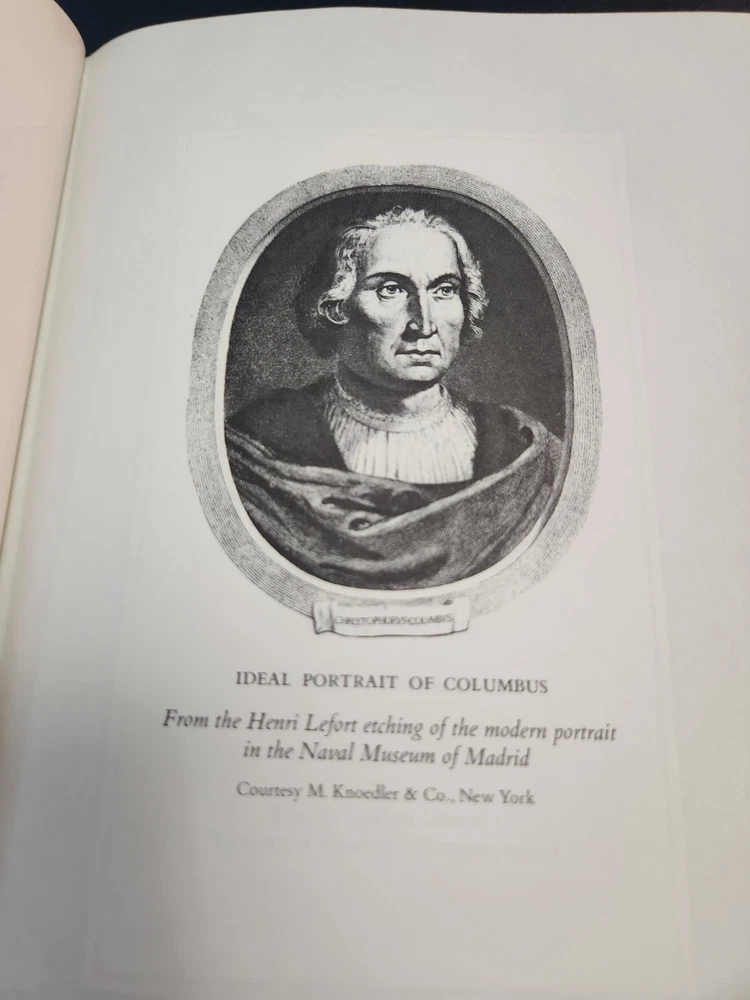 CHRISTOPHORVS COLVMBVS
IDEAL PORTRAIT OF COLUMBUS
From the Henri Lefort etching of the modern portrait
in the Naval Museum of Madrid
Courtesy M. Knoedler & Co., New York